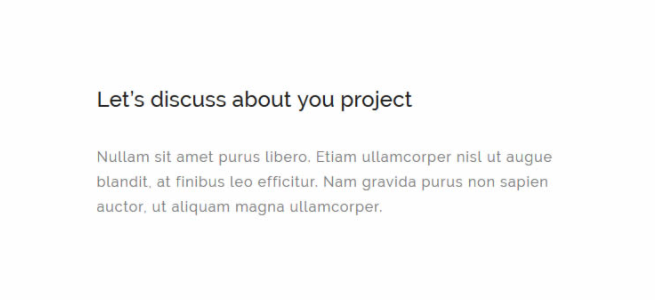 Let’s discuss about you project
Nullam sit amet purus libero. Etiam ullamcorper nisl ut augue
blandit, at finibus leo efficitur. Nam gravida purus non sapien
auctor, ut aliquam magna ullamcorper.